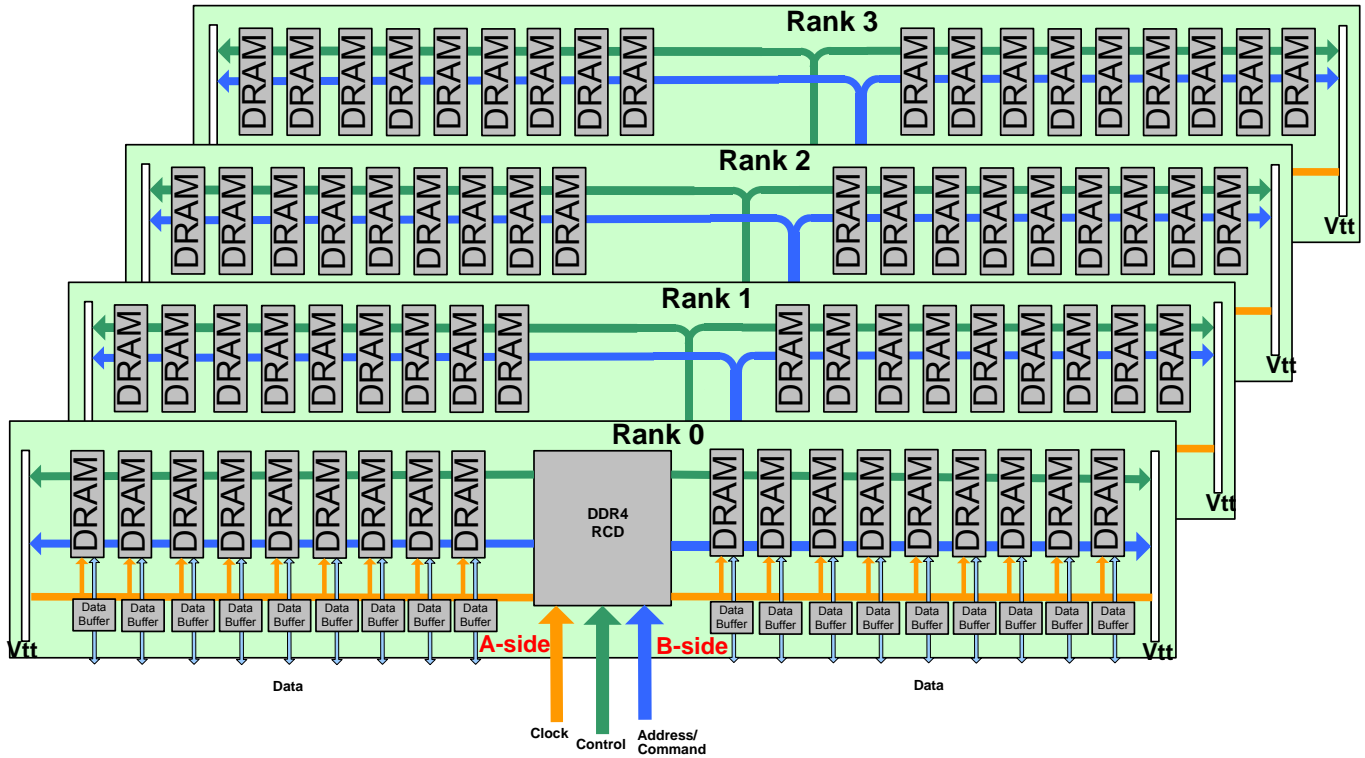 Rank 3
DRAM DRAM DRAM DRAM DRAM DRAM DRAM DRAM DRAM DRAM DRAM DRAM DRAM DRAM DRAM DRAM DRAM DRAM
Vtt
Rank 2
DRAM DRAM DRAM DRAM DRAM DRAM DRAM DRAM DRAM DRAM DRAM DRAM DRAM DRAM DRAM DRAM DRAM DRAM
Vtt
Rank 1
DRAM DRAM DRAM DRAM DRAM DRAM DRAM DRAM DRAM DRAM DRAM DRAM DRAM DRAM DRAM DRAM DRAM DRAM
Vtt
Rank 0
DRAM DRAM DRAM DRAM DRAM DRAM DRAM DRAM DRAM
DDR4
RCD
DRAM DRAM DRAM DRAM DRAM DRAM DRAM DRAM DRAM
Data Data Data Data Data Data Data Data Data Data Data Data Data Data Data Data Data Data
Buffer Buffer Buffer Buffer Buffer Buffer Buffer Buffer Buffer Buffer Buffer Buffer Buffer Buffer Buffer Buffer Buffer Buffer
Vtt
A-side
B-side
Vtt
Data
Data
Clock
Control
Address/
Command